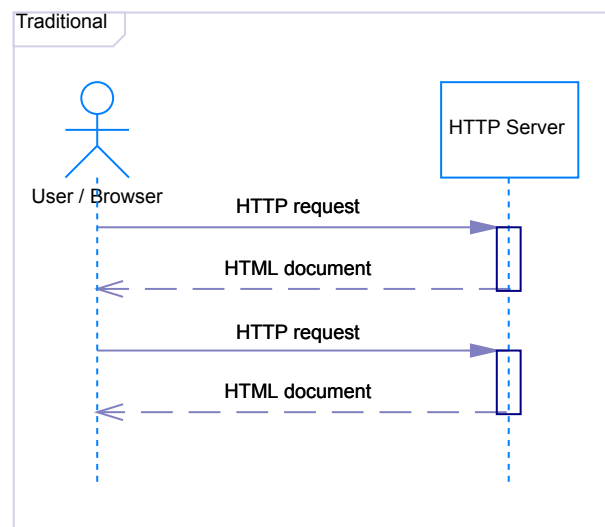 Traditional
HTTP Server
User / Browser
HTTP request
HTML document
HTTP request
HTML document